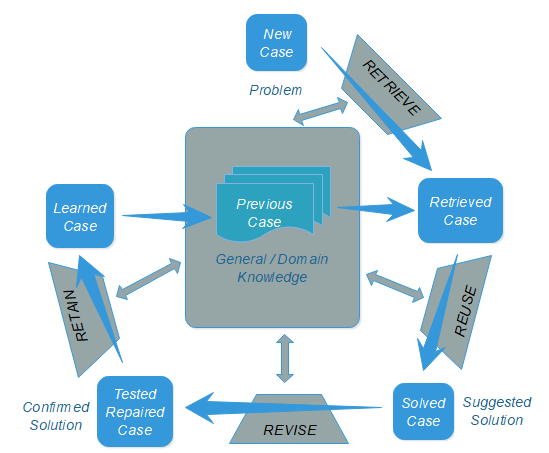 New
Case
Problem
RETRIEVE
Previous
Case
General / Domain
Knowledge
Learned
Case
Retrieved
Case
RETAIN
REUSE
Confirmed
Solution
Tested
Repaired
Case
REVISE
Solved
Case
Suggested
Solution